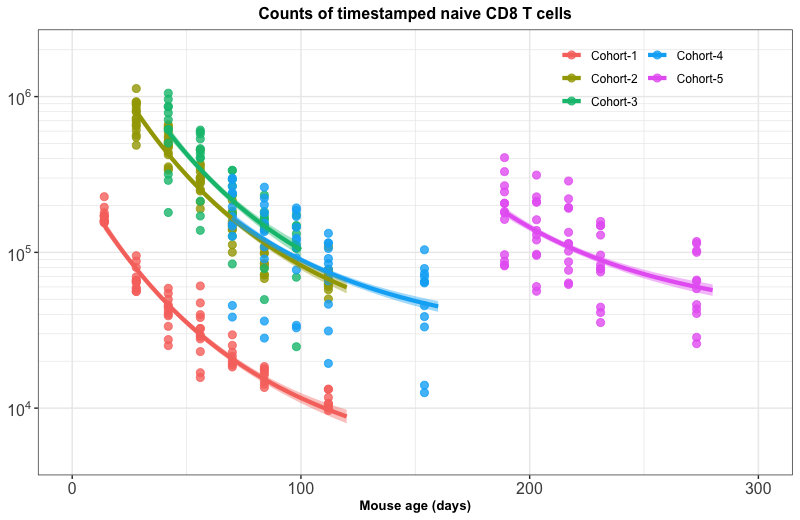 Counts of timestamped naive CD8 T cells
Cohort-1 Cohort-4
Cohort-2 Cohort-5
Cohort-3
10⁶
10⁵
10⁴
0 100 200 300
Mouse age (days)